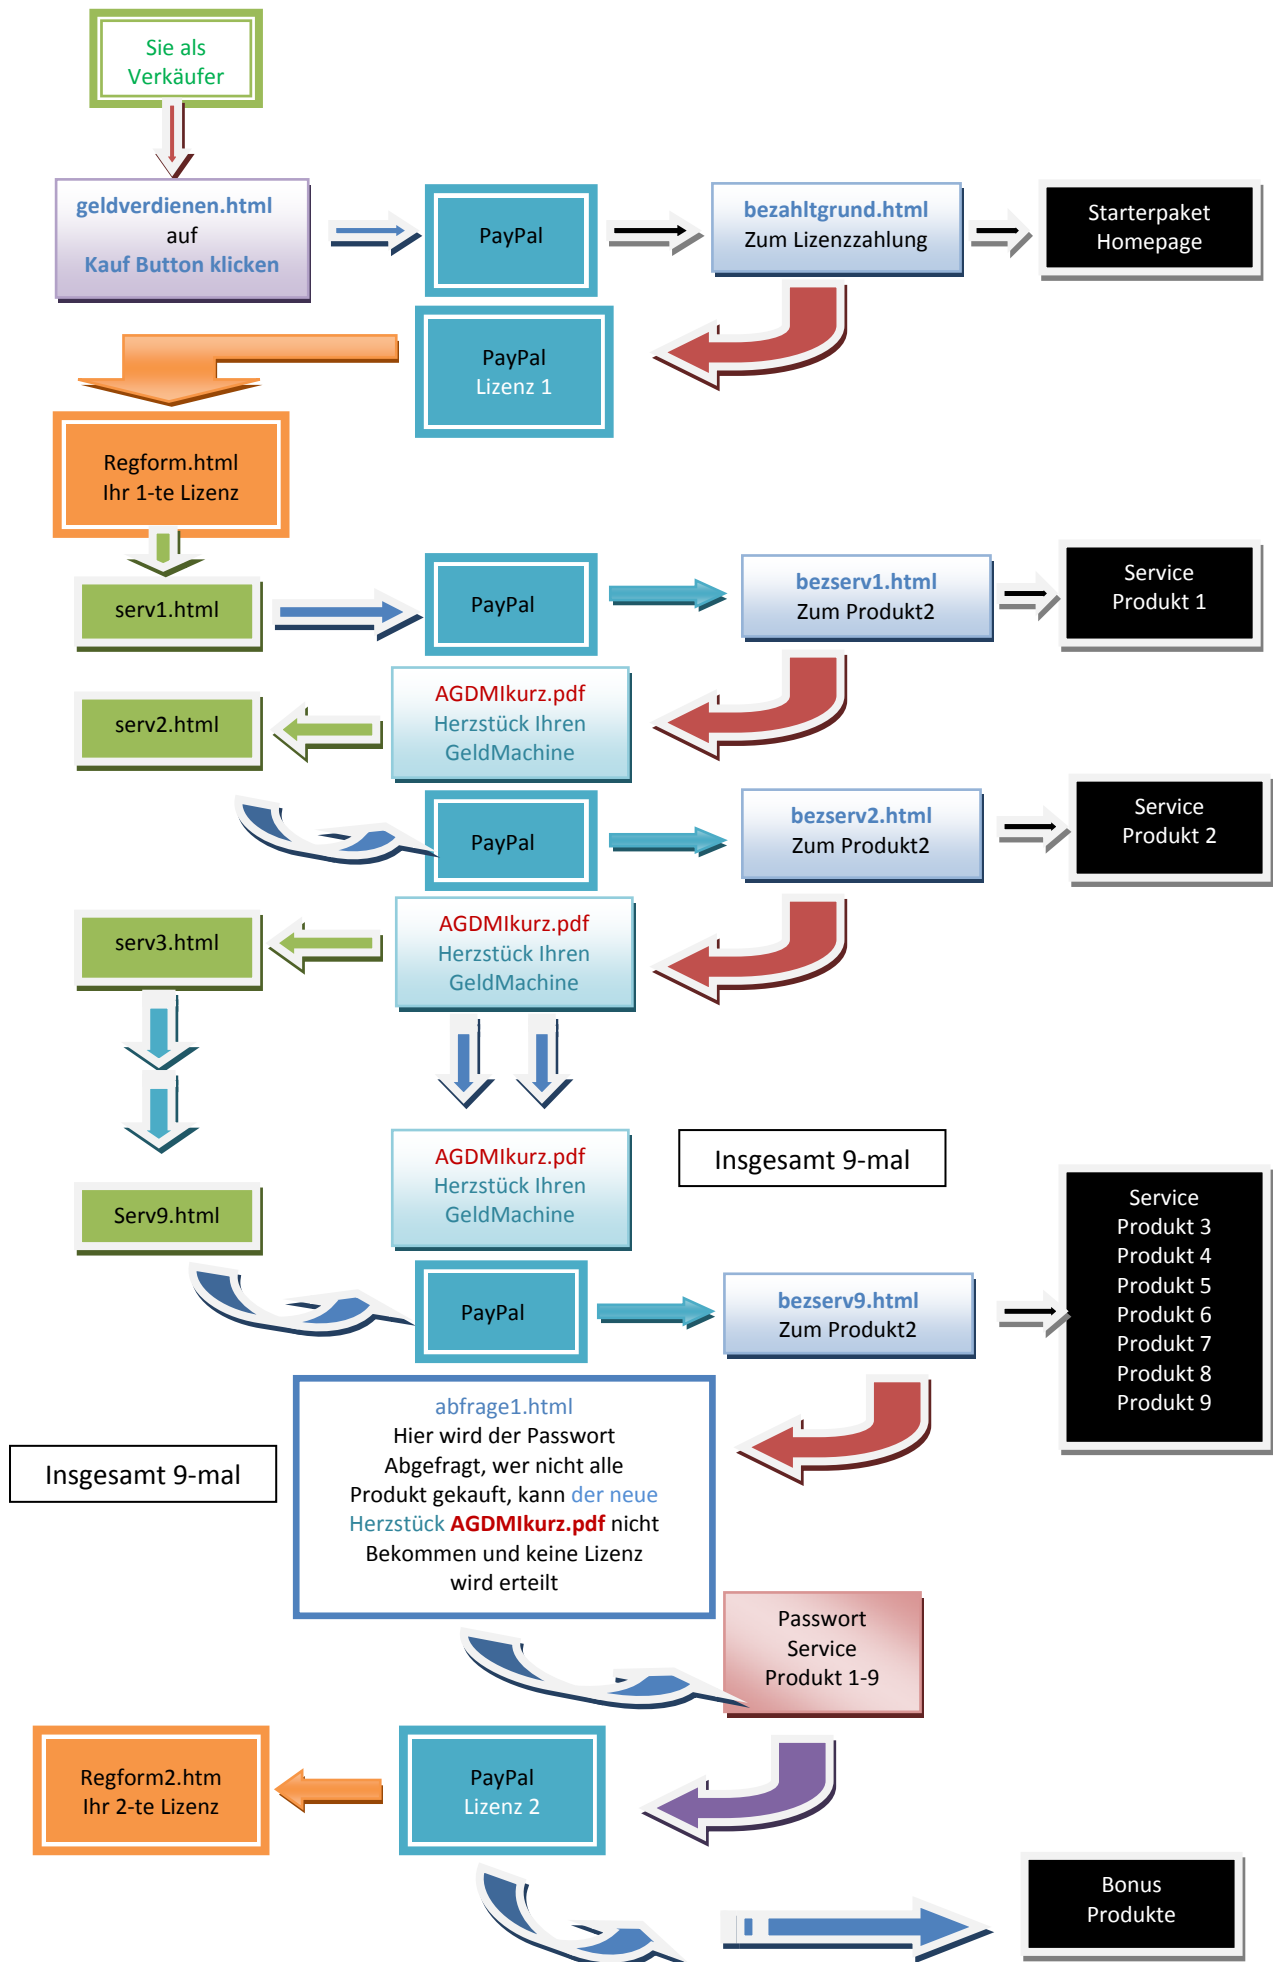 Sie als
Verkäufer
geldverdienen.html
auf
Kauf Button klicken
PayPal
bezahltgrund.html
Zum Lizenzzahlung
Starterpaket
Homepage
PayPal
Lizenz 1
Regform.html
Ihr 1-te Lizenz
serv1.html
PayPal
bezserv1.html
Zum Produkt2
Service
Produkt 1
serv2.html
AGDMIkurz.pdf
Herzstück Ihren
GeldMachine
PayPal
bezserv2.html
Zum Produkt2
Service
Produkt 2
serv3.html
AGDMIkurz.pdf
Herzstück Ihren
GeldMachine
AGDMIkurz.pdf
Herzstück Ihren
GeldMachine
Insgesamt 9-mal
Serv9.html
PayPal
bezserv9.html
Zum Produkt2
Service
Produkt 3
Produkt 4
Produkt 5
Produkt 6
Produkt 7
Produkt 8
Produkt 9
Insgesamt 9-mal
abfrage1.html
Hier wird der Passwort
Abgefragt, wer nicht alle
Produkt gekauft, kann der neue
Herzstück AGDMIkurz.pdf nicht
Bekommen und keine Lizenz
wird erteilt
Passwort
Service
Produkt 1-9
Regform2.htm
Ihr 2-te Lizenz
PayPal
Lizenz 2
Bonus
Produkte